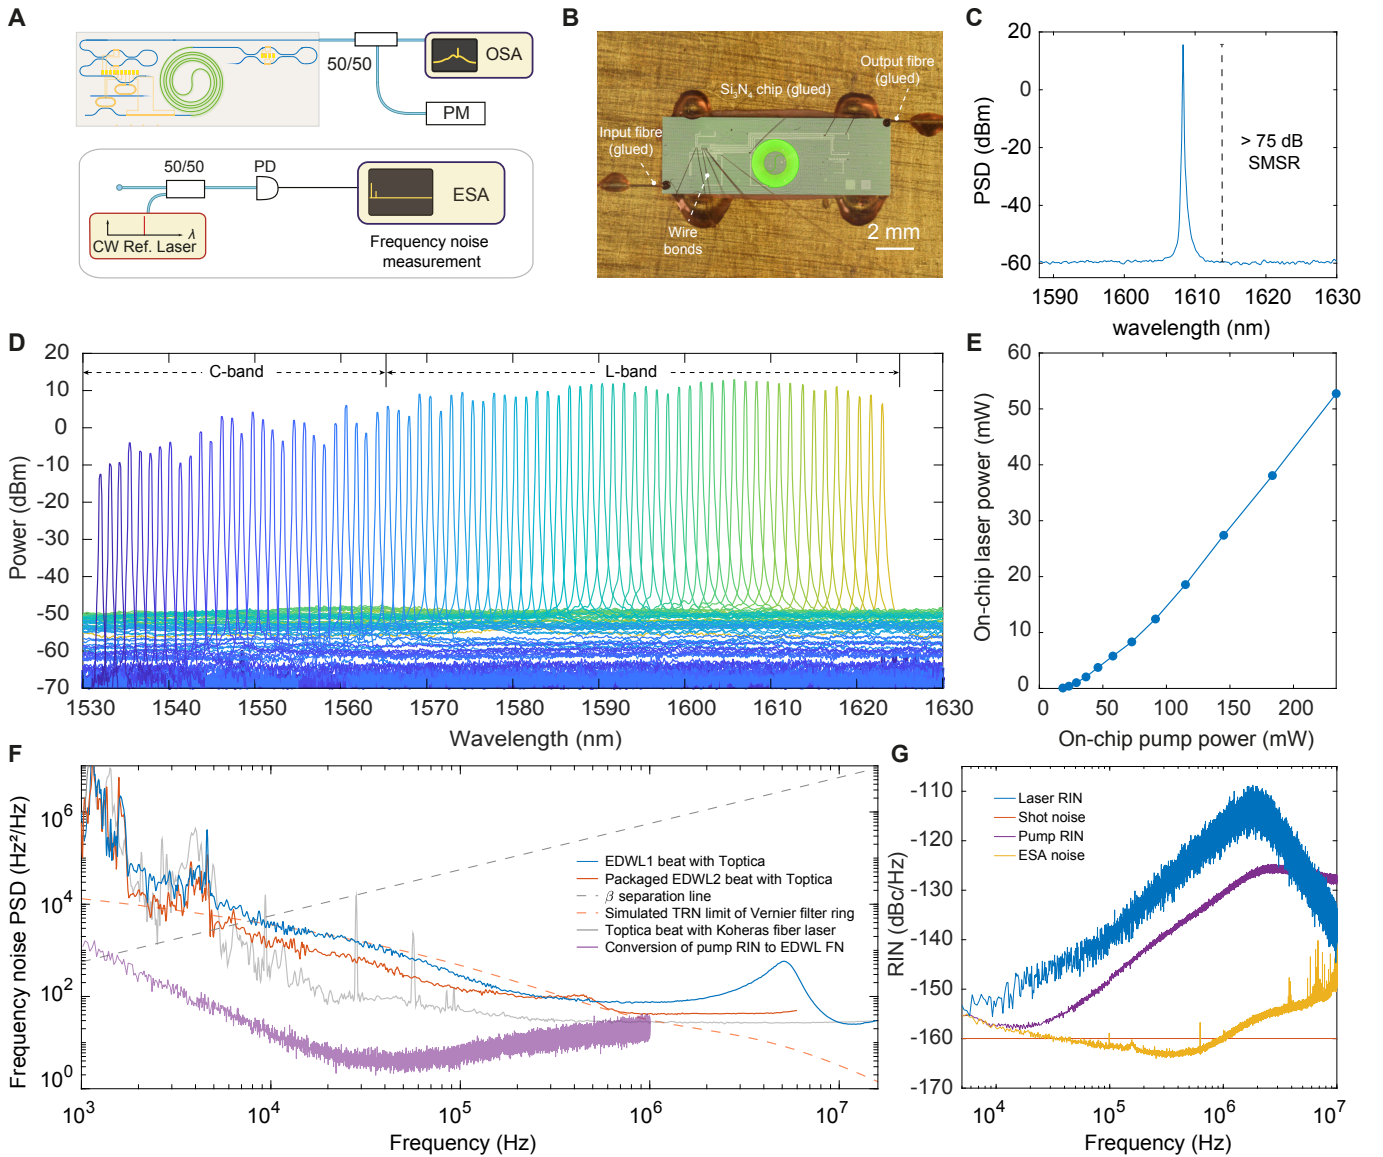 A
50/50
OSA
PM
50/50
PD
ESA
λ
CW Ref. Laser
Frequency noise
measurement
B
Si₃N₄ chip (glued)
Output fibre
(glued)
Input fibre
(glued)
Wire
bonds
2 mm
C
20
0
-20
-40
-60
PSD (dBm)
> 75 dB
SMSR
1590
1600
1610
1620
1630
wavelength (nm)
D
20
10
0
-10
-20
-30
-40
-50
-60
-70
Power (dBm)
C-band
L-band
1530
1540
1550
1560
1570
1580
1590
1600
1610
1620
1630
Wavelength (nm)
E
60
50
40
30
20
10
0
On-chip laser power (mW)
0
50
100
150
200
On-chip pump power (mW)
F
10⁶
10⁴
10²
10⁰
Frequency noise PSD (Hz²/Hz)
EDWL1 beat with Toptica
Packaged EDWL2 beat with Toptica
β separation line
Simulated TRN limit of Vernier filter ring
Toptica beat with Koheras fiber laser
Conversion of pump RIN to EDWL FN
10³
10⁴
10⁵
10⁶
10⁷
Frequency (Hz)
G
-110
-120
-130
-140
-150
-160
-170
RIN (dBc/Hz)
Laser RIN
Shot noise
Pump RIN
ESA noise
10⁴
10⁵
10⁶
10⁷
Frequency (Hz)